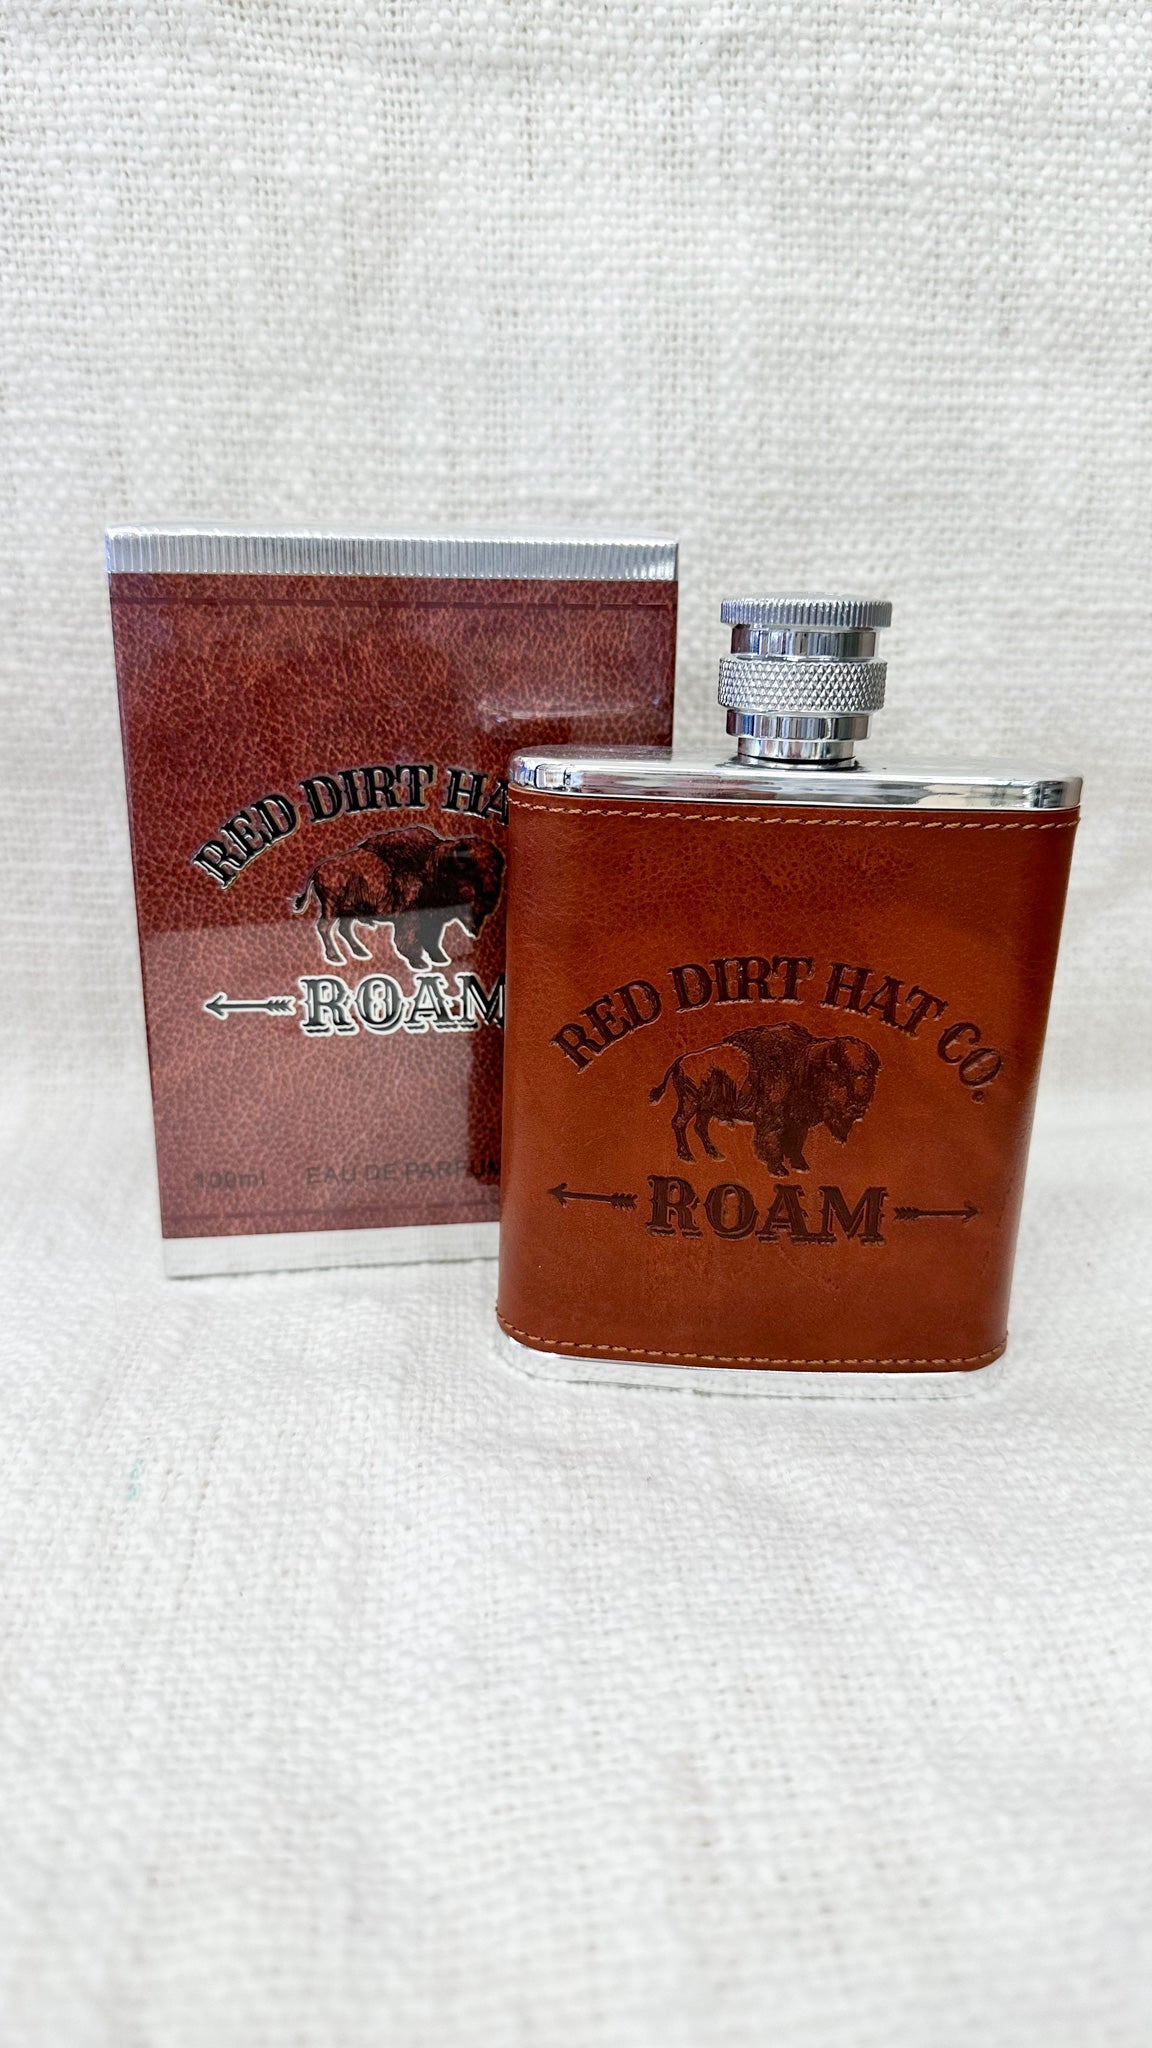 RED DIRT HA
ROAM
100ml EAU DE PARFUM
RED DIRT HAT CO.
ROAM